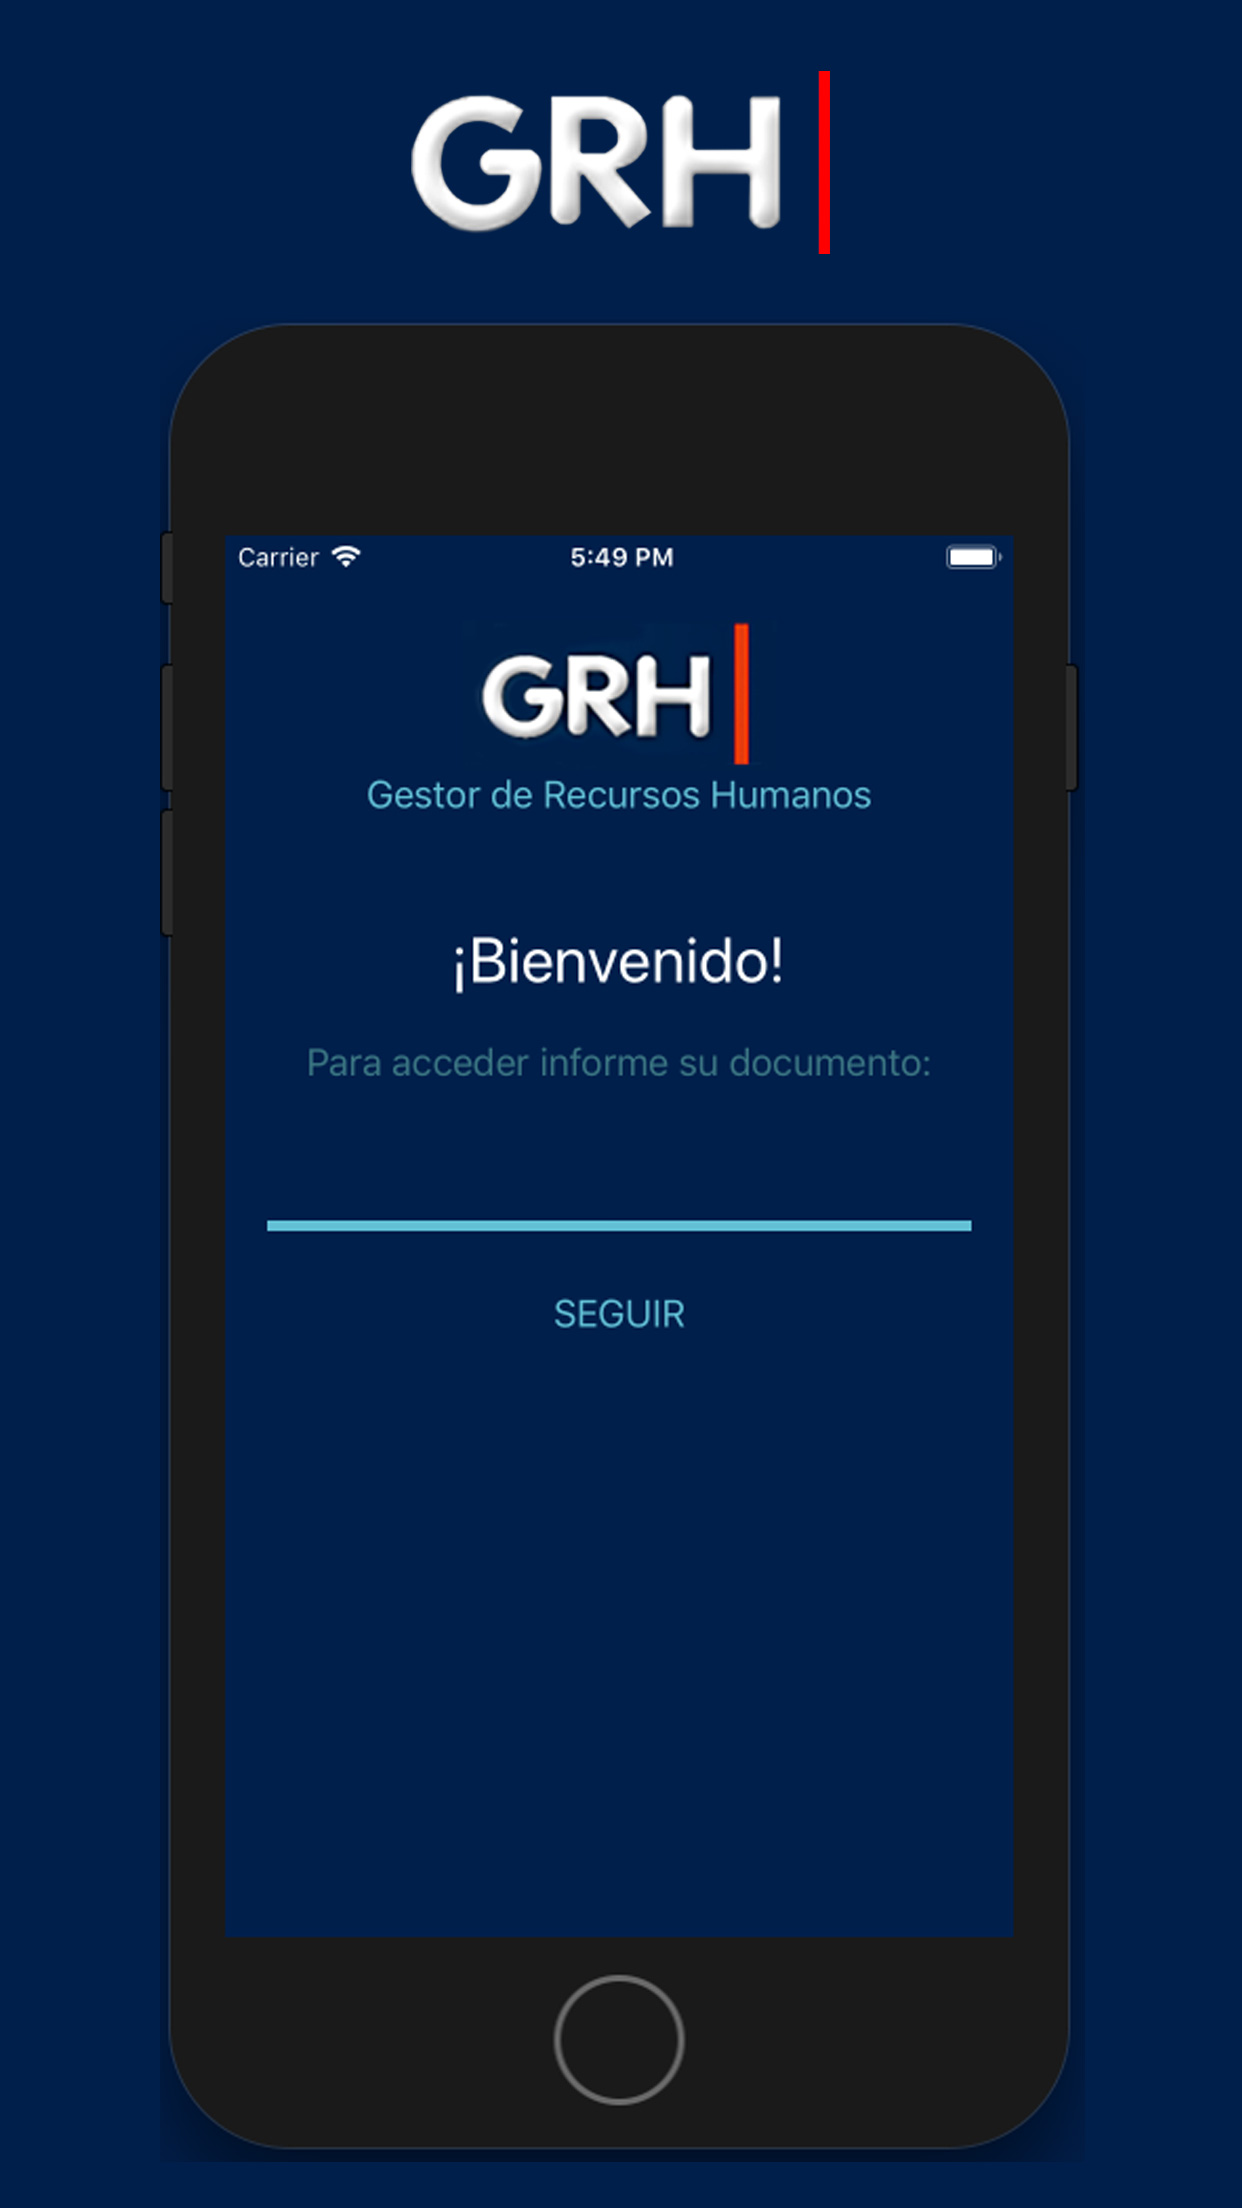 GRH
Carrier 5:49 PM
GRH
Gestor de Recursos Humanos
¡Bienvenido!
Para acceder informe su documento:
SEGUIR